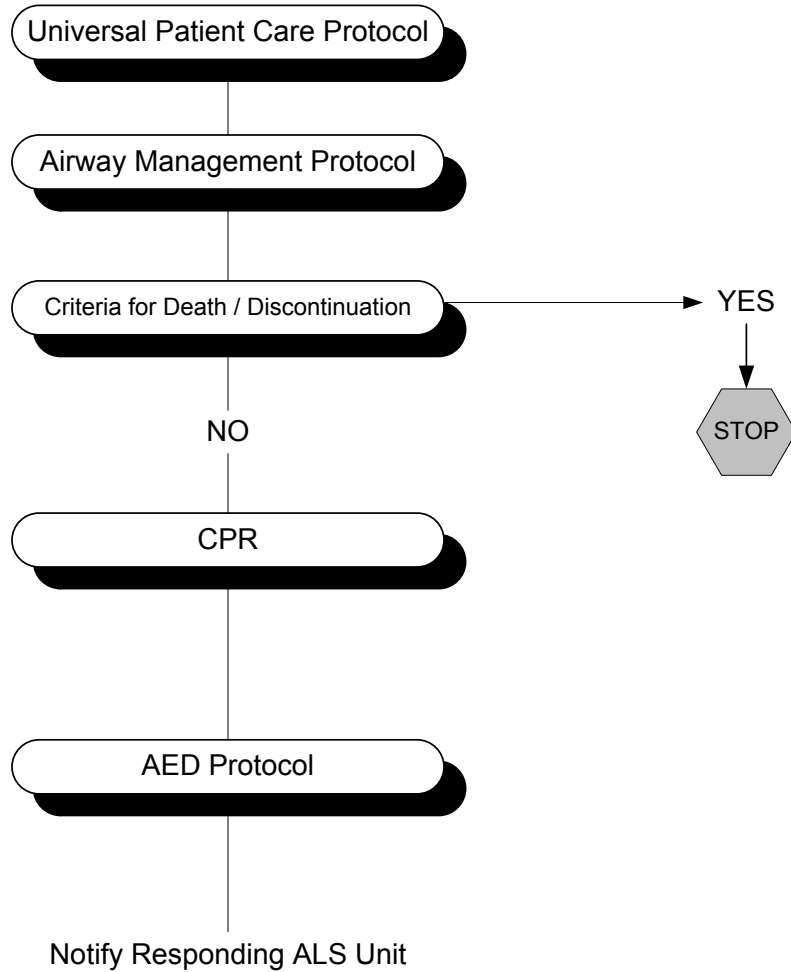 Universal Patient Care Protocol
Airway Management Protocol
Criteria for Death / Discontinuation
YES
NO
STOP
CPR
AED Protocol
Notify Responding ALS Unit